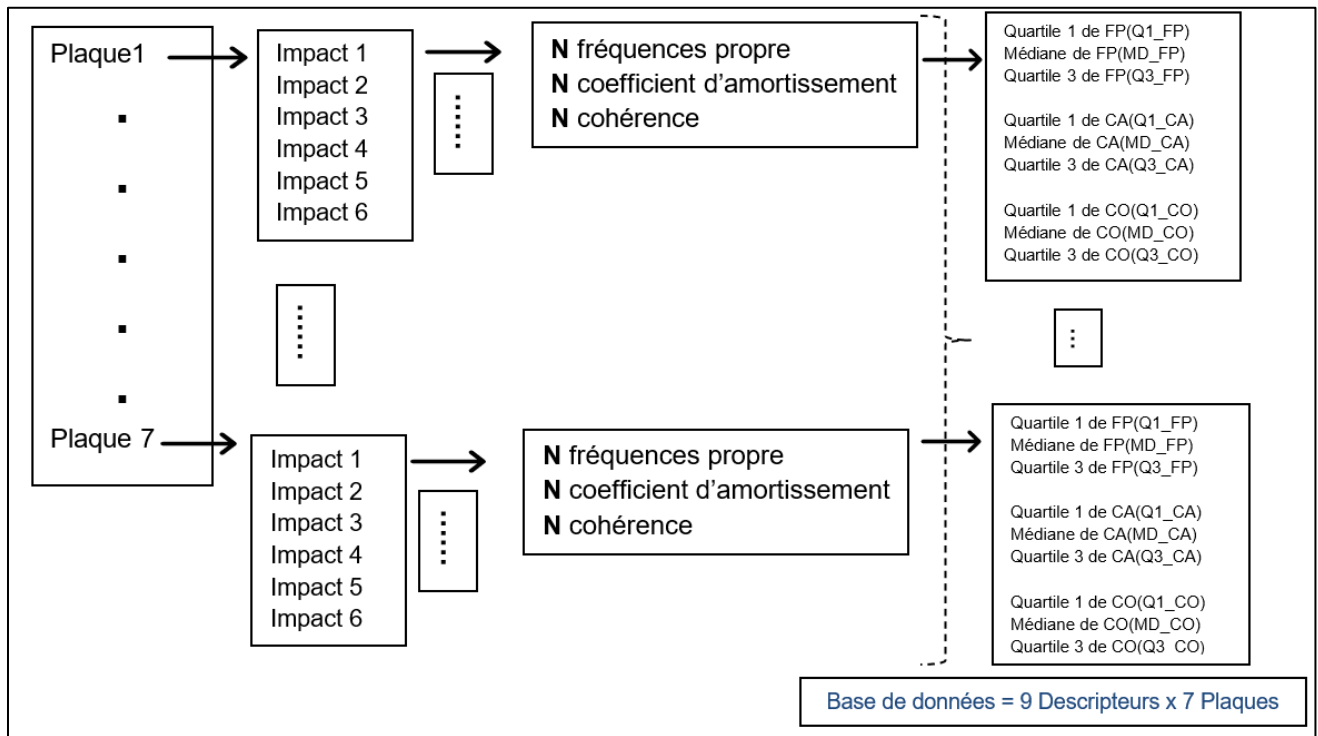 Plaque1
Impact 1
Impact 2
Impact 3
Impact 4
Impact 5
Impact 6
N fréquences propre
N coefficient d'amortissement
N cohérence
Quartile 1 de FP(Q1_FP)
Médiane de FP(MD_FP)
Quartile 3 de FP(Q3_FP)
Quartile 1 de CA(Q1_CA)
Médiane de CA(MD_CA)
Quartile 3 de CA(Q3_CA)
Quartile 1 de CO(Q1_CO)
Médiane de CO(MD_CO)
Quartile 3 de CO(Q3_CO)
Plaque 7
Impact 1
Impact 2
Impact 3
Impact 4
Impact 5
Impact 6
N fréquences propre
N coefficient d'amortissement
N cohérence
Quartile 1 de FP(Q1_FP)
Médiane de FP(MD_FP)
Quartile 3 de FP(Q3_FP)
Quartile 1 de CA(Q1_CA)
Médiane de CA(MD_CA)
Quartile 3 de CA(Q3_CA)
Quartile 1 de CO(Q1_CO)
Médiane de CO(MD_CO)
Quartile 3 de CO(Q3_CO)
Base de données = 9 Descripteurs x 7 Plaques